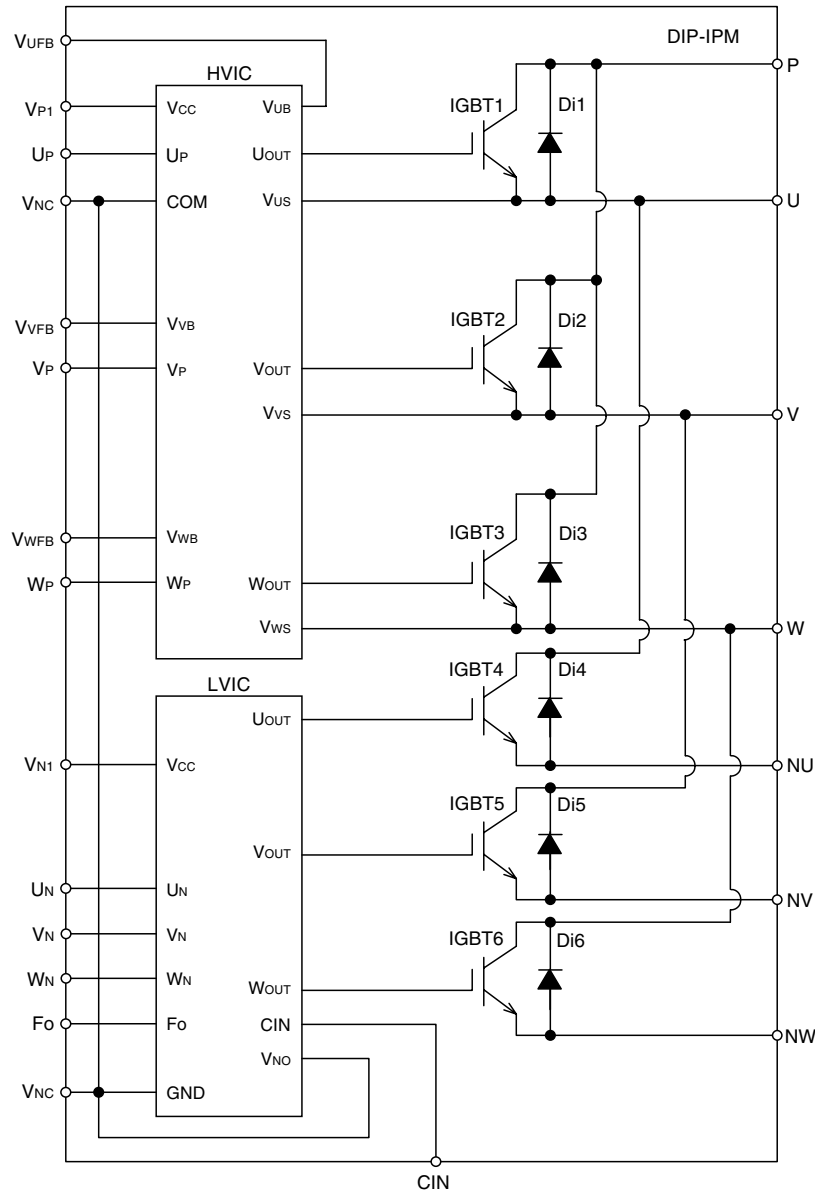 DIP-IPM
VUFB
P
HVIC
IGBT1
Di1
VP1
VCC
VUB
UP
UP
UOUT
VNC
COM
VUS
U
IGBT2
Di2
VVFB
VVB
VP
VP
VOUT
VVS
V
IGBT3
Di3
VWFB
VWB
WP
WP
WOUT
VWS
W
IGBT4
Di4
LVIC
UOUT
VN1
VCC
NU
IGBT5
Di5
VOUT
UN
UN
NV
VN
VN
IGBT6
Di6
WN
WN
WOUT
Fo
Fo
CIN
NW
VNO
VNC
GND
CIN